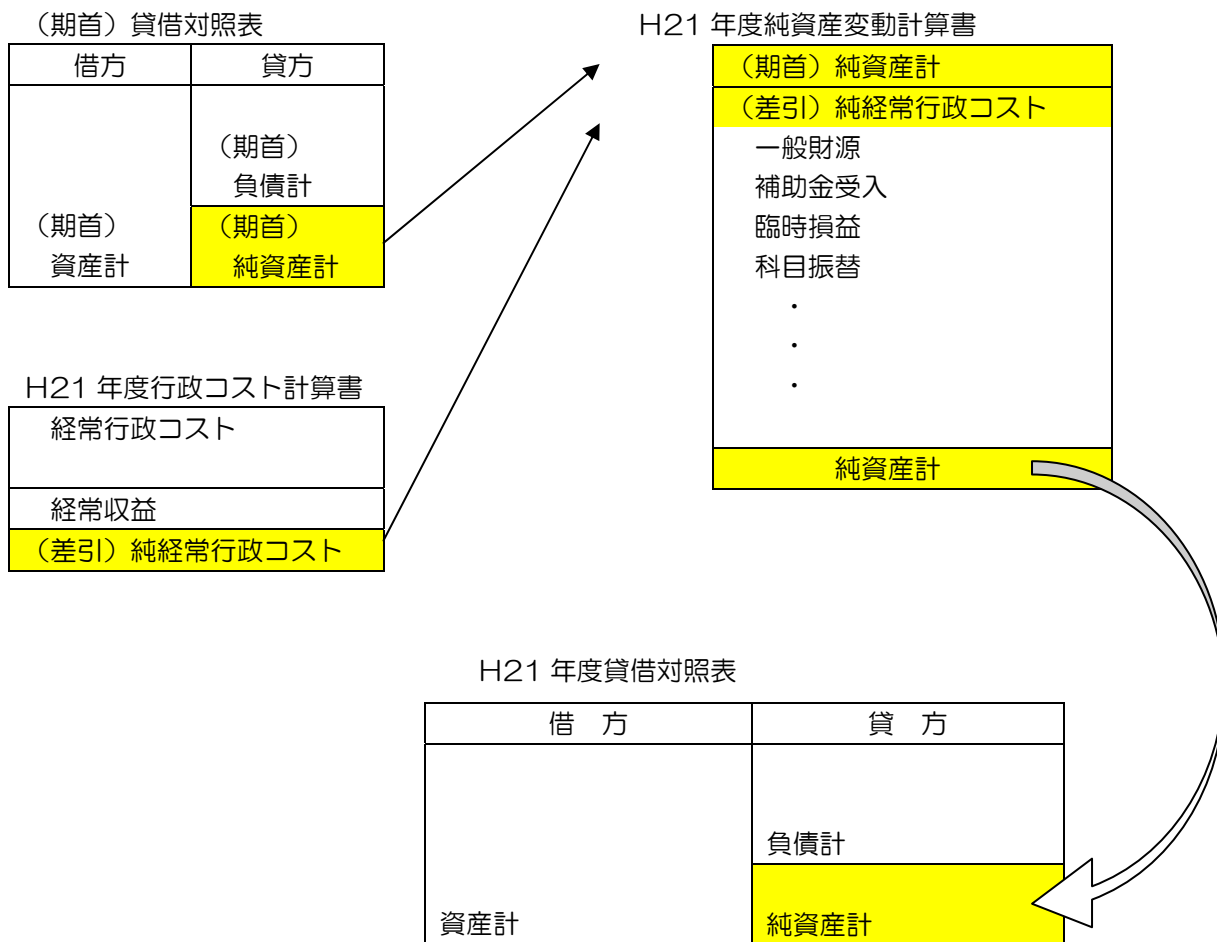 （期首）貸借対照表
借方 貸方
（期首）
負債計
（期首） （期首）
資産計 純資産計
H21 年度行政コスト計算書
経常行政コスト
経常収益
（差引）純経常行政コスト
H21 年度純資産変動計算書
（期首）純資産計
（差引）純経常行政コスト
一般財源
補助金受入
臨時損益
科目振替
・
・
・
純資産計
H21 年度貸借対照表
借　方 貸　方
負債計
資産計 純資産計